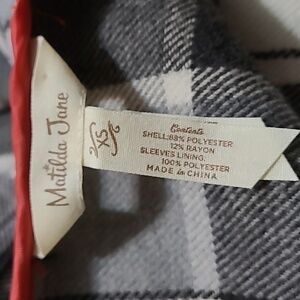 Matilda Jane
XS
Contents
SHELL:88% POLYESTER
12% RAYON
SLEEVES LINING:
100% POLYESTER
MADE IN CHINA